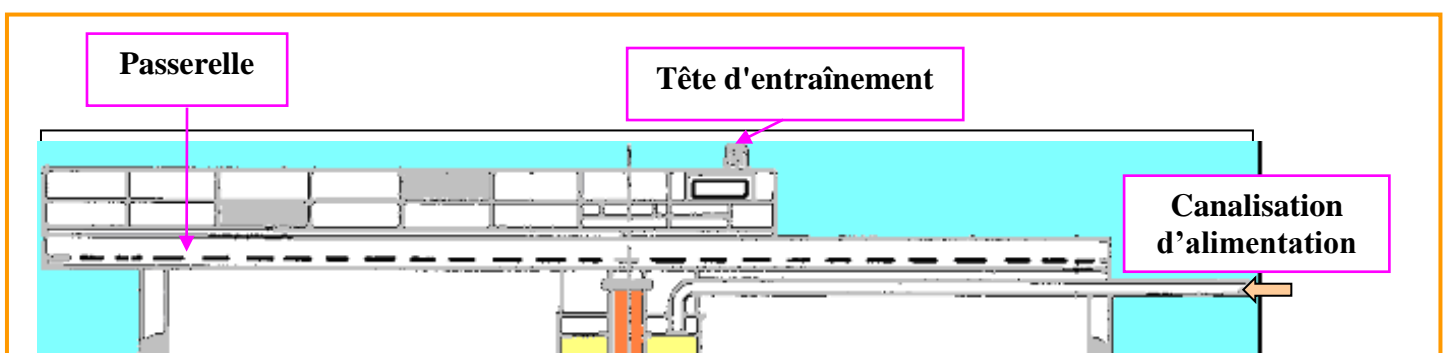 Passerelle
Tête d'entraînement
Canalisation
d’alimentation